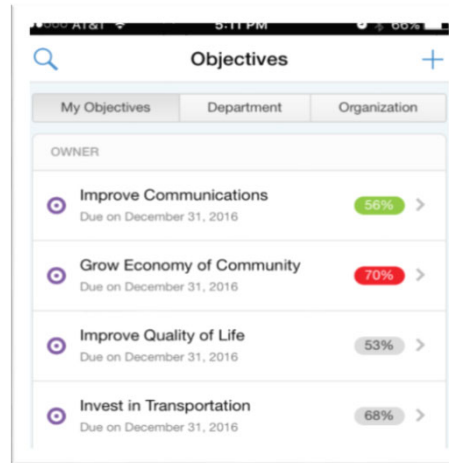 AT&T 5:11 PM 66%
Objectives
My Objectives Department Organization
OWNER
Improve Communications
Due on December 31, 2016
56%
Grow Economy of Community
Due on December 31, 2016
70%
Improve Quality of Life
Due on December 31, 2016
53%
Invest in Transportation
Due on December 31, 2016
68%